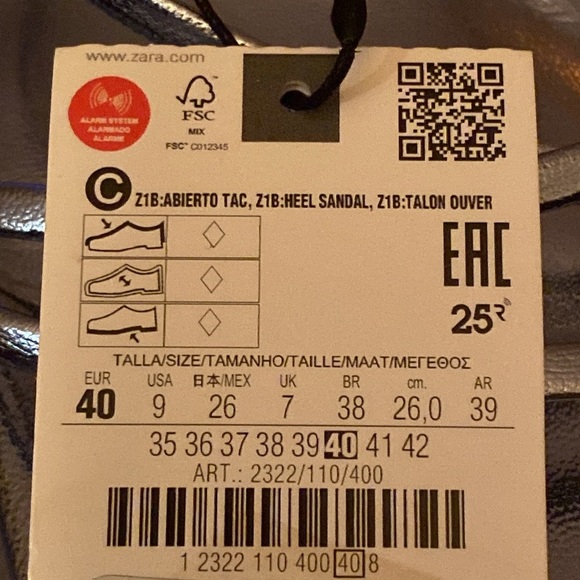 www.zara.com
ALARM SYSTEM
ALARMADO
ALARME
FSC
MIX
FSC™ C012345
C Z1B:ABIERTO TAC, Z1B:HEEL SANDAL, Z1B:TALON OUVER
EAC
25R
TALLA/SIZE/TAMANHO/TAILLE/MAAT/ΜΕΓΕΘΟΣ
EUR USA 日本/MEX UK BR cm. AR
40 9 26 7 38 26,0 39
35 36 37 38 39 40 41 42
ART.: 2322/110/400
1 2322 110 400 40 8